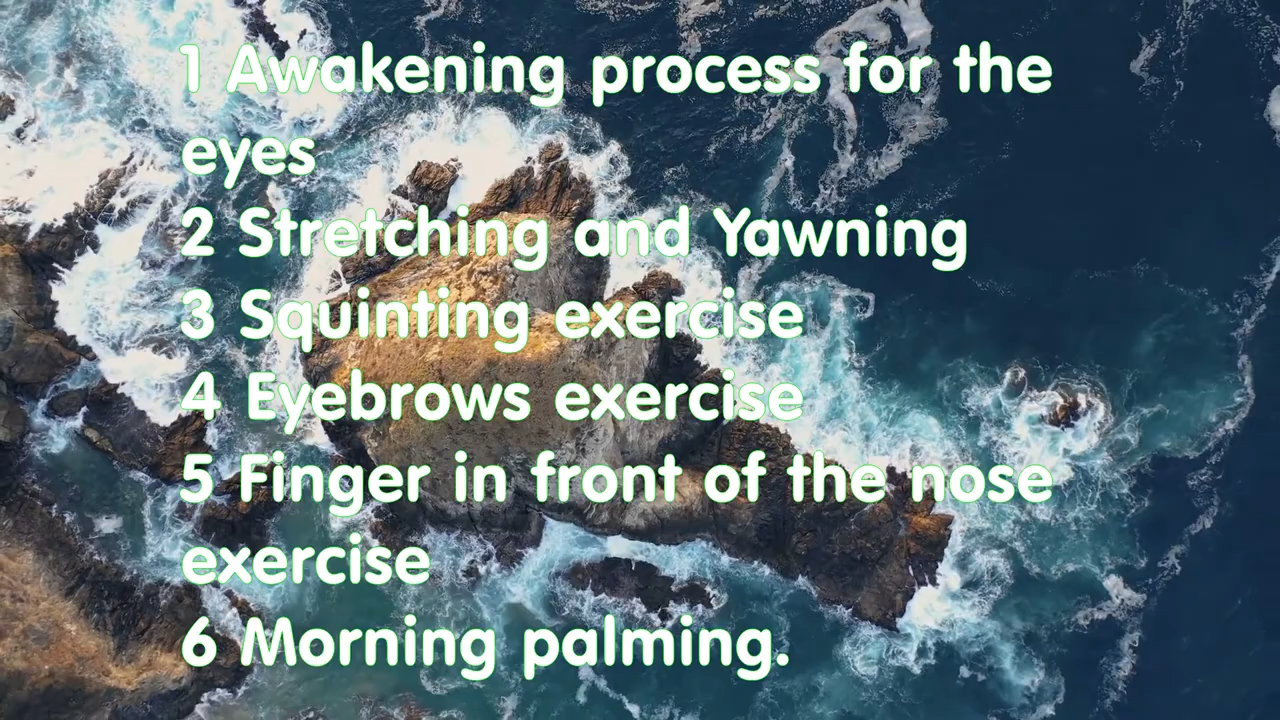 1 Awakening process for the
eyes
2 Stretching and Yawning
3 Squinting exercise
4 Eyebrows exercise
5 Finger in front of the nose
exercise
6 Morning palming.